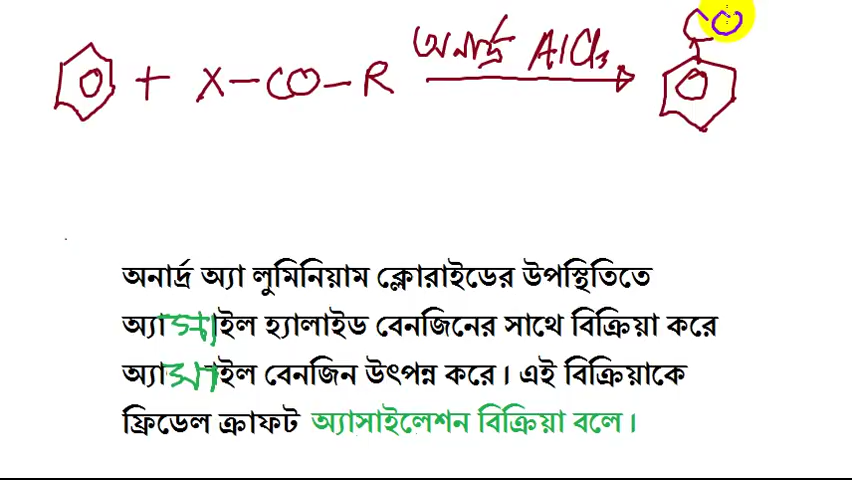 + X-CO-R অনার্দ্র AlCl₃ CO
অনার্দ্র অ্যা লুমিনিয়াম ক্লোরাইডের উপস্থিতিতে
অ্যাসাইল হ্যালাইড বেনজিনের সাথে বিক্রিয়া করে
অ্যাসাইল বেনজিন উৎপন্ন করে। এই বিক্রিয়াকে
ফ্রিডেল ক্রাফট অ্যাসাইলেশন বিক্রিয়া বলে।